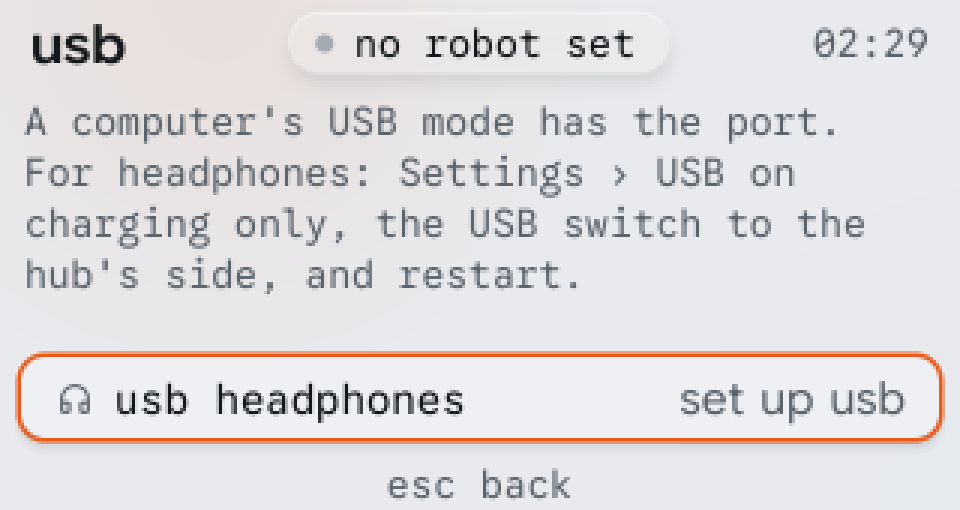 usb
no robot set
02:29
A computer's USB mode has the port.
For headphones: Settings › USB on
charging only, the USB switch to the
hub's side, and restart.
usb headphones
set up usb
esc back